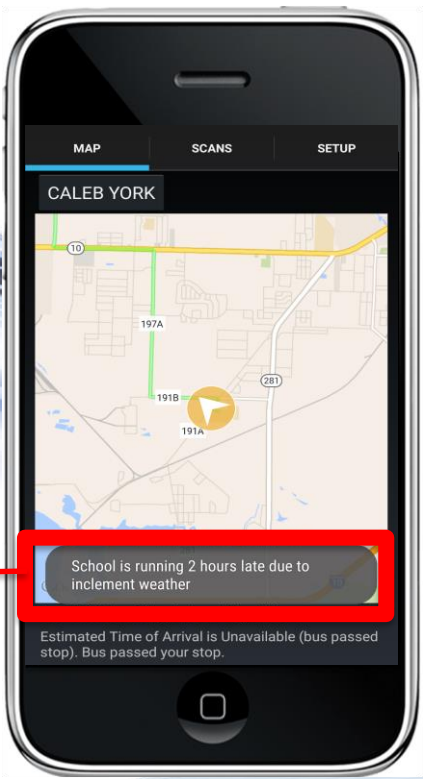 MAP SCANS SETUP
CALEB YORK
10
197A
281
191B
191A
School is running 2 hours late due to
inclement weather
Estimated Time of Arrival is Unavailable (bus passed
stop). Bus passed your stop.